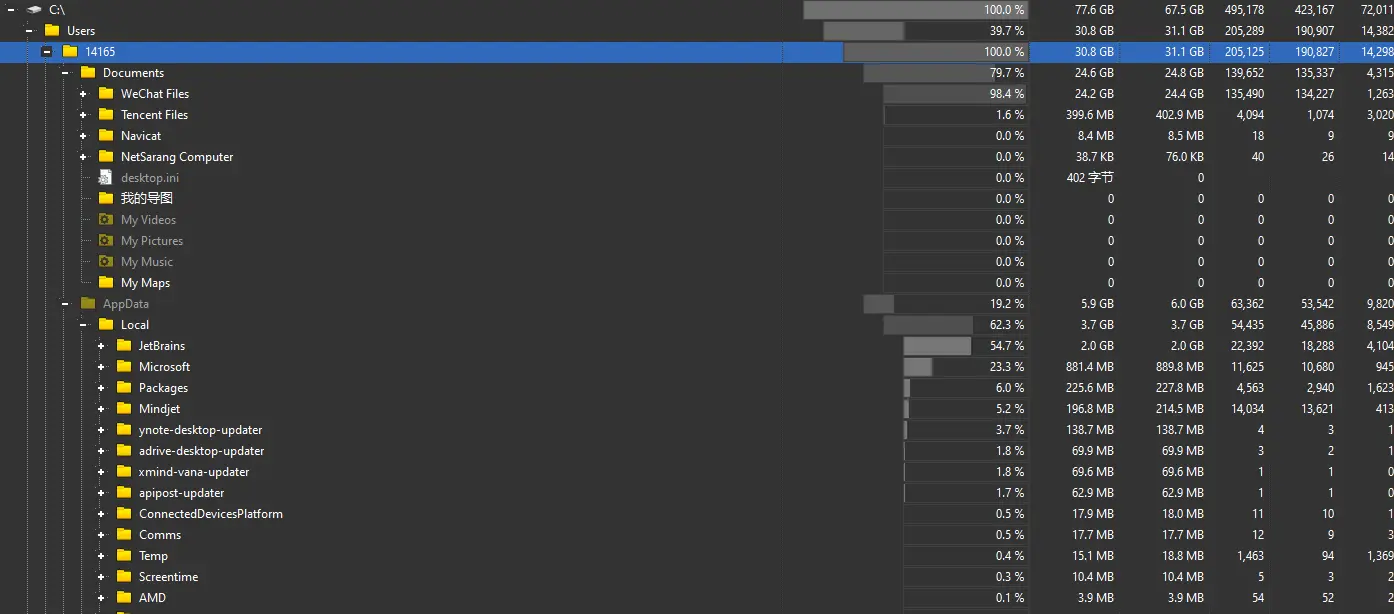 C:\ 100.0 % 77.6 GB 67.5 GB 495,178 423,167 72,011
Users 39.7 % 30.8 GB 31.1 GB 205,289 190,907 14,382
14165 100.0 % 30.8 GB 31.1 GB 205,125 190,827 14,298
Documents 79.7 % 24.6 GB 24.8 GB 139,652 135,337 4,315
WeChat Files 98.4 % 24.2 GB 24.4 GB 135,490 134,227 1,263
Tencent Files 1.6 % 399.6 MB 402.9 MB 4,094 1,074 3,020
Navicat 0.0 % 8.4 MB 8.5 MB 18 9 9
NetSarang Computer 0.0 % 38.7 KB 76.0 KB 40 26 14
desktop.ini 0.0 % 402 字节 0
我的导图 0.0 % 0 0 0 0 0
My Videos 0.0 % 0 0 0 0 0
My Pictures 0.0 % 0 0 0 0 0
My Music 0.0 % 0 0 0 0 0
My Maps 0.0 % 0 0 0 0 0
AppData 19.2 % 5.9 GB 6.0 GB 63,362 53,542 9,820
Local 62.3 % 3.7 GB 3.7 GB 54,435 45,886 8,549
JetBrains 54.7 % 2.0 GB 2.0 GB 22,392 18,288 4,104
Microsoft 23.3 % 881.4 MB 889.8 MB 11,625 10,680 945
Packages 6.0 % 225.6 MB 227.8 MB 4,563 2,940 1,623
Mindjet 5.2 % 196.8 MB 214.5 MB 14,034 13,621 413
ynote-desktop-updater 3.7 % 138.7 MB 138.7 MB 4 3 1
adrive-desktop-updater 1.8 % 69.9 MB 69.9 MB 3 2 1
xmind-vana-updater 1.8 % 69.6 MB 69.6 MB 1 1 0
apipost-updater 1.7 % 62.9 MB 62.9 MB 1 1 0
ConnectedDevicesPlatform 0.5 % 17.9 MB 18.0 MB 11 10 1
Comms 0.5 % 17.7 MB 17.7 MB 12 9 3
Temp 0.4 % 15.1 MB 18.8 MB 1,463 94 1,369
Screentime 0.3 % 10.4 MB 10.4 MB 5 3 2
AMD 0.1 % 3.9 MB 3.9 MB 54 52 2